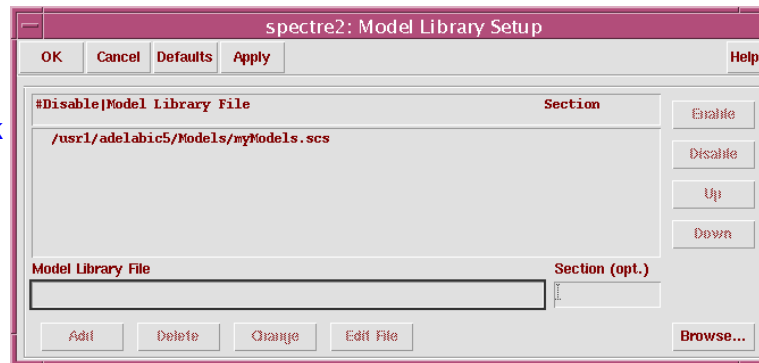 spectre2: Model Library Setup
OK Cancel Defaults Apply Help
#Disable|Model Library File Section
Enable
/usr1/adelabic5/Models/myModels.scs
Disable
Up
Down
Model Library File Section (opt.)
Add Delete Change Edit File Browse...